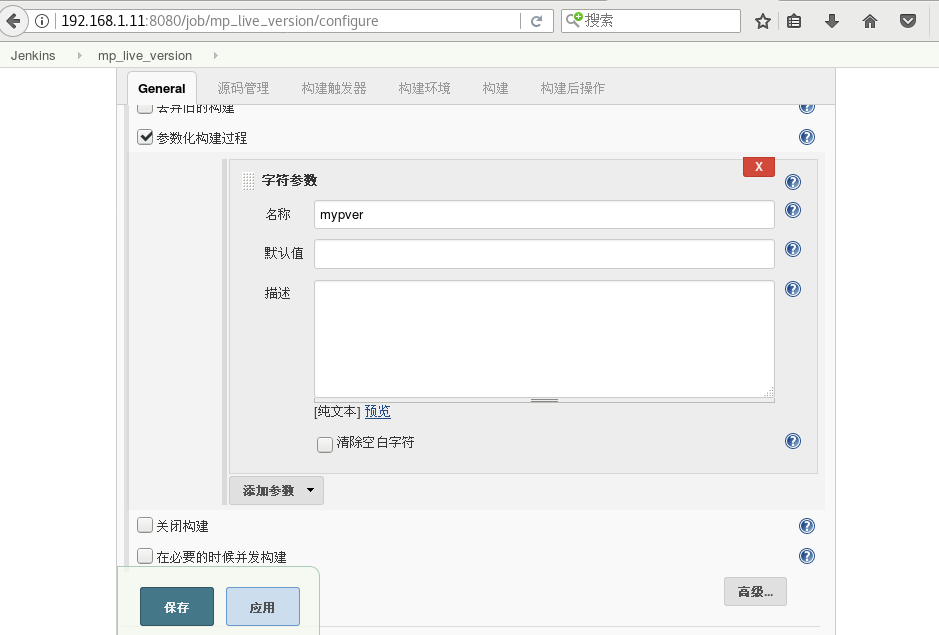 192.168.1.11:8080/job/mp_live_version/configure
搜索
Jenkins
mp_live_version
General
源码管理
构建触发器
构建环境
构建
构建后操作
丢弃旧的构建
参数化构建过程
X
字符参数
名称
mypver
默认值
描述
[纯文本] 预览
清除空白字符
添加参数
关闭构建
在必要的时候并发构建
高级...
保存
应用